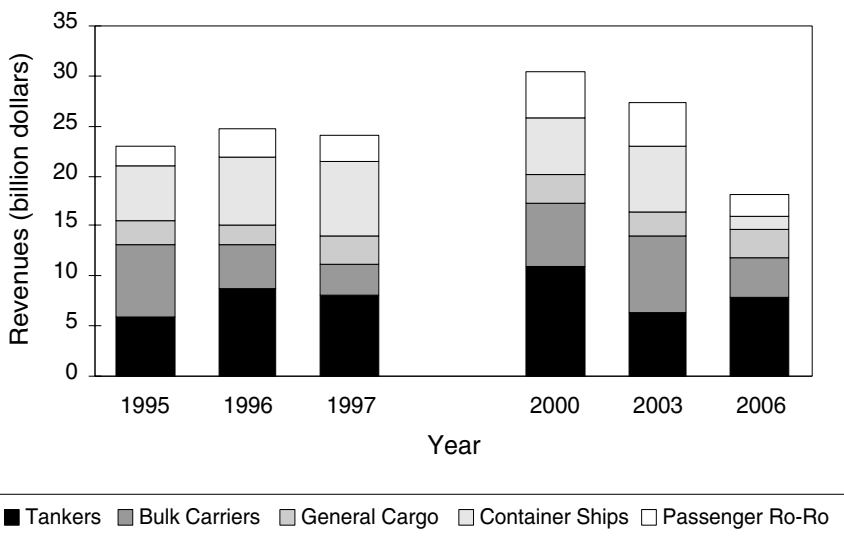 Revenues (billion dollars)
35
30
25
20
15
10
5
0
1995 1996 1997 2000 2003 2006
Year
Tankers Bulk Carriers General Cargo Container Ships Passenger Ro-Ro